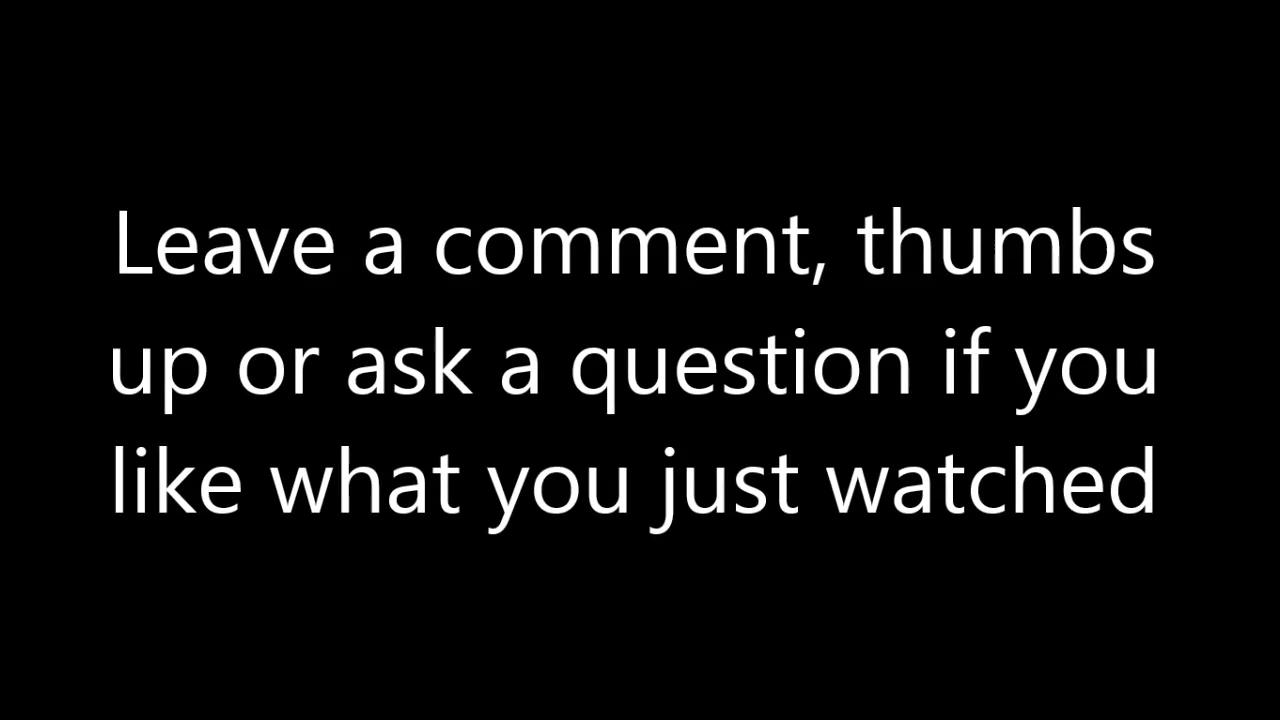 Leave a comment, thumbs
up or ask a question if you
like what you just watched